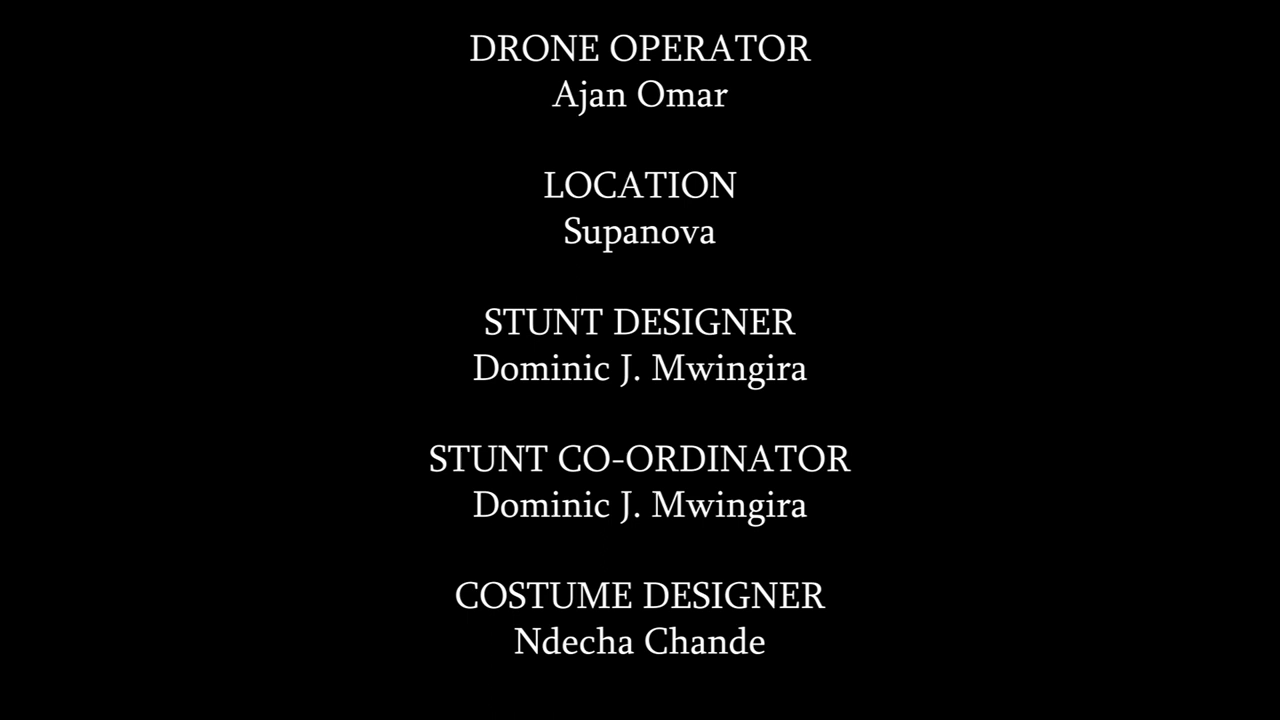 DRONE OPERATOR
Ajan Omar
LOCATION
Supanova
STUNT DESIGNER
Dominic J. Mwingira
STUNT CO-ORDINATOR
Dominic J. Mwingira
COSTUME DESIGNER
Ndecha Chande